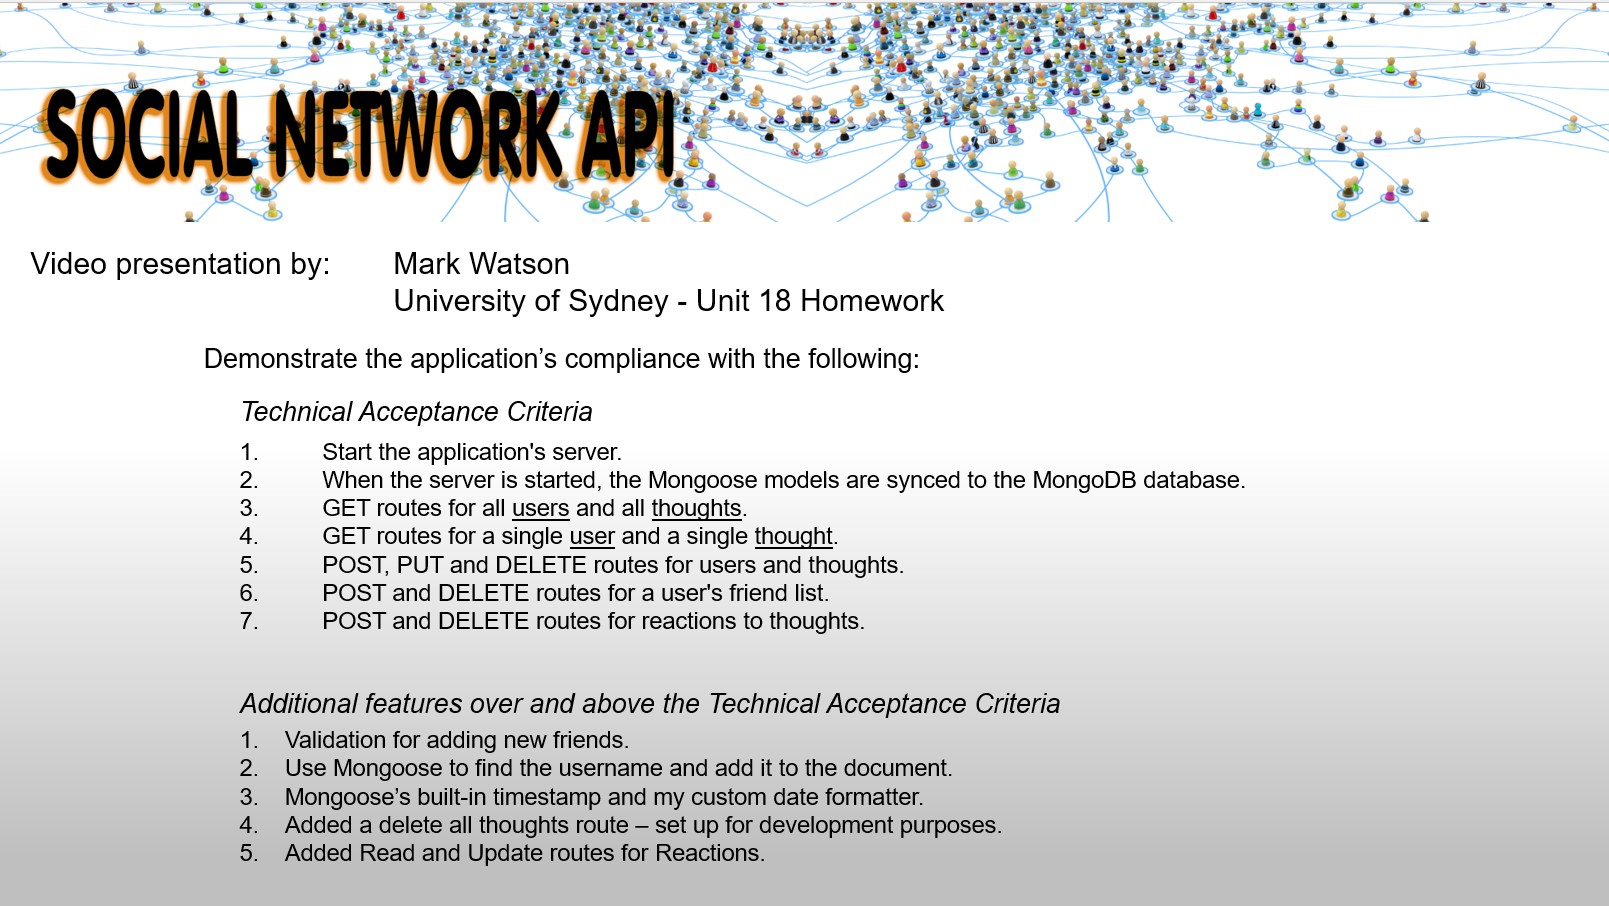 SOCIAL NETWORK API
Video presentation by: Mark Watson
University of Sydney - Unit 18 Homework
Demonstrate the application’s compliance with the following:
Technical Acceptance Criteria
1. Start the application's server.
2. When the server is started, the Mongoose models are synced to the MongoDB database.
3. GET routes for all users and all thoughts.
4. GET routes for a single user and a single thought.
5. POST, PUT and DELETE routes for users and thoughts.
6. POST and DELETE routes for a user's friend list.
7. POST and DELETE routes for reactions to thoughts.
Additional features over and above the Technical Acceptance Criteria
1. Validation for adding new friends.
2. Use Mongoose to find the username and add it to the document.
3. Mongoose’s built-in timestamp and my custom date formatter.
4. Added a delete all thoughts route – set up for development purposes.
5. Added Read and Update routes for Reactions.